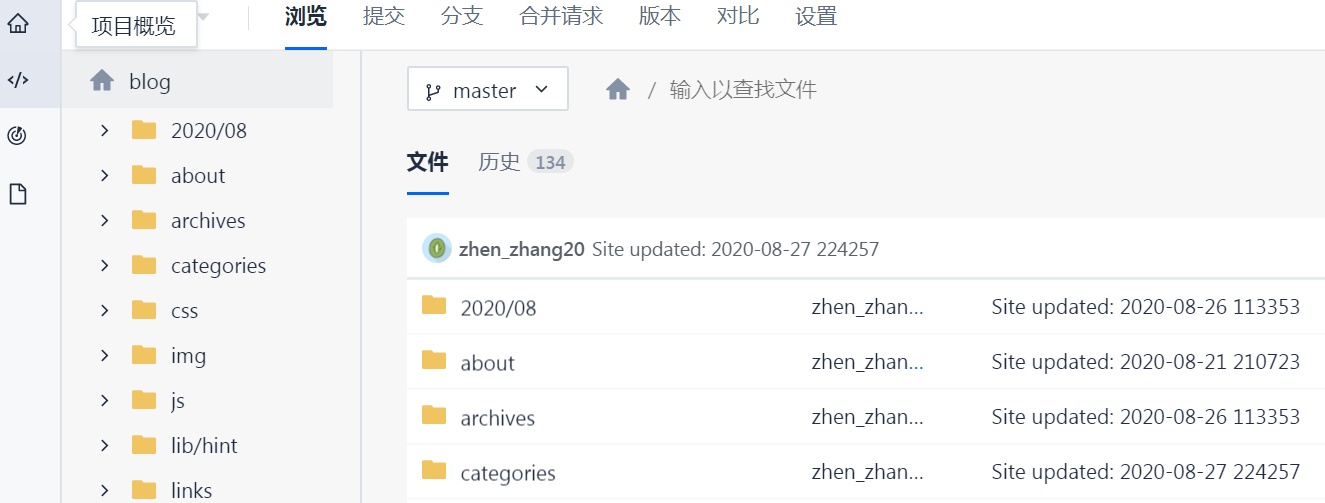 项目概览
浏览 提交 分支 合并请求 版本 对比 设置
blog
2020/08
about
archives
categories
css
img
js
lib/hint
links
master / 输入以查找文件
文件 历史 134
zhen_zhang20 Site updated: 2020-08-27 224257
2020/08 zhen_zhan... Site updated: 2020-08-26 113353
about zhen_zhan... Site updated: 2020-08-21 210723
archives zhen_zhan... Site updated: 2020-08-26 113353
categories zhen_zhan... Site updated: 2020-08-27 224257